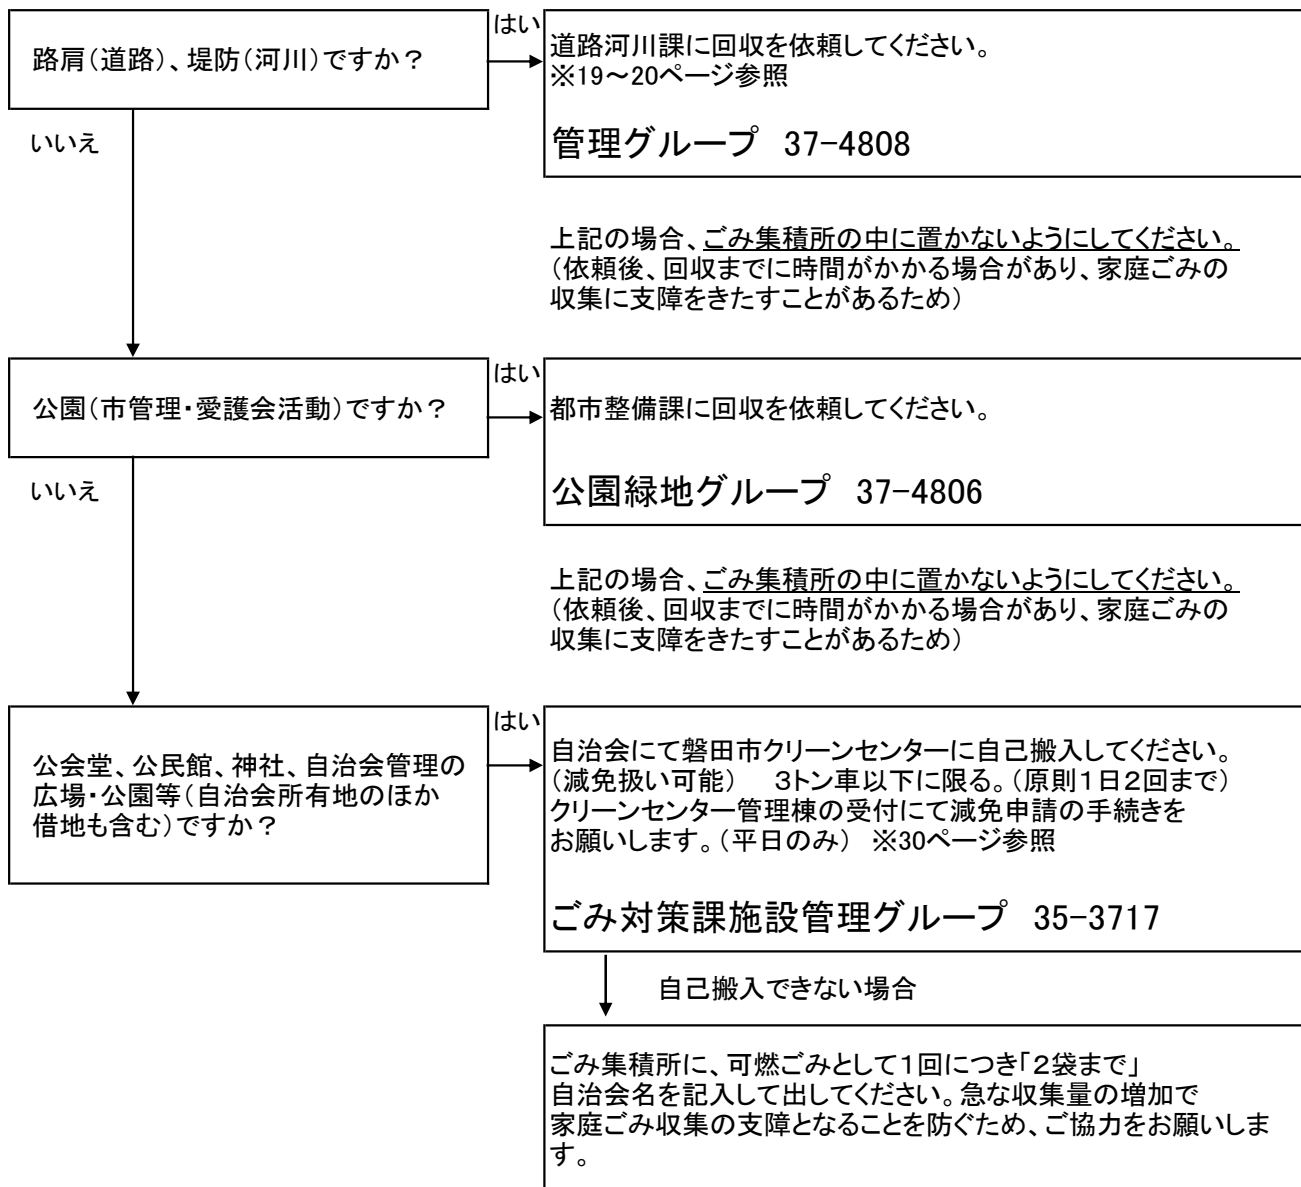 路肩（道路）、堤防（河川）ですか？
はい
道路河川課に回収を依頼してください。
※19～20ページ参照
管理グループ　37-4808
いいえ
上記の場合、ごみ集積所の中に置かないようにしてください。
（依頼後、回収までに時間がかかる場合があり、家庭ごみの
収集に支障をきたすことがあるため）
公園（市管理・愛護会活動）ですか？
はい
都市整備課に回収を依頼してください。
公園緑地グループ　37-4806
いいえ
上記の場合、ごみ集積所の中に置かないようにしてください。
（依頼後、回収までに時間がかかる場合があり、家庭ごみの
収集に支障をきたすことがあるため）
公会堂、公民館、神社、自治会管理の
広場・公園等（自治会所有地のほか
借地も含む）ですか？
はい
自治会にて磐田市クリーンセンターに自己搬入してください。
（減免扱い可能）　3トン車以下に限る。（原則1日2回まで）
クリーンセンター管理棟の受付にて減免申請の手続きを
お願いします。（平日のみ）　※30ページ参照
ごみ対策課施設管理グループ　35-3717
自己搬入できない場合
ごみ集積所に、可燃ごみとして１回につき「２袋まで」
自治会名を記入して出してください。急な収集量の増加で
家庭ごみ収集の支障となることを防ぐため、ご協力をお願いしま
す。